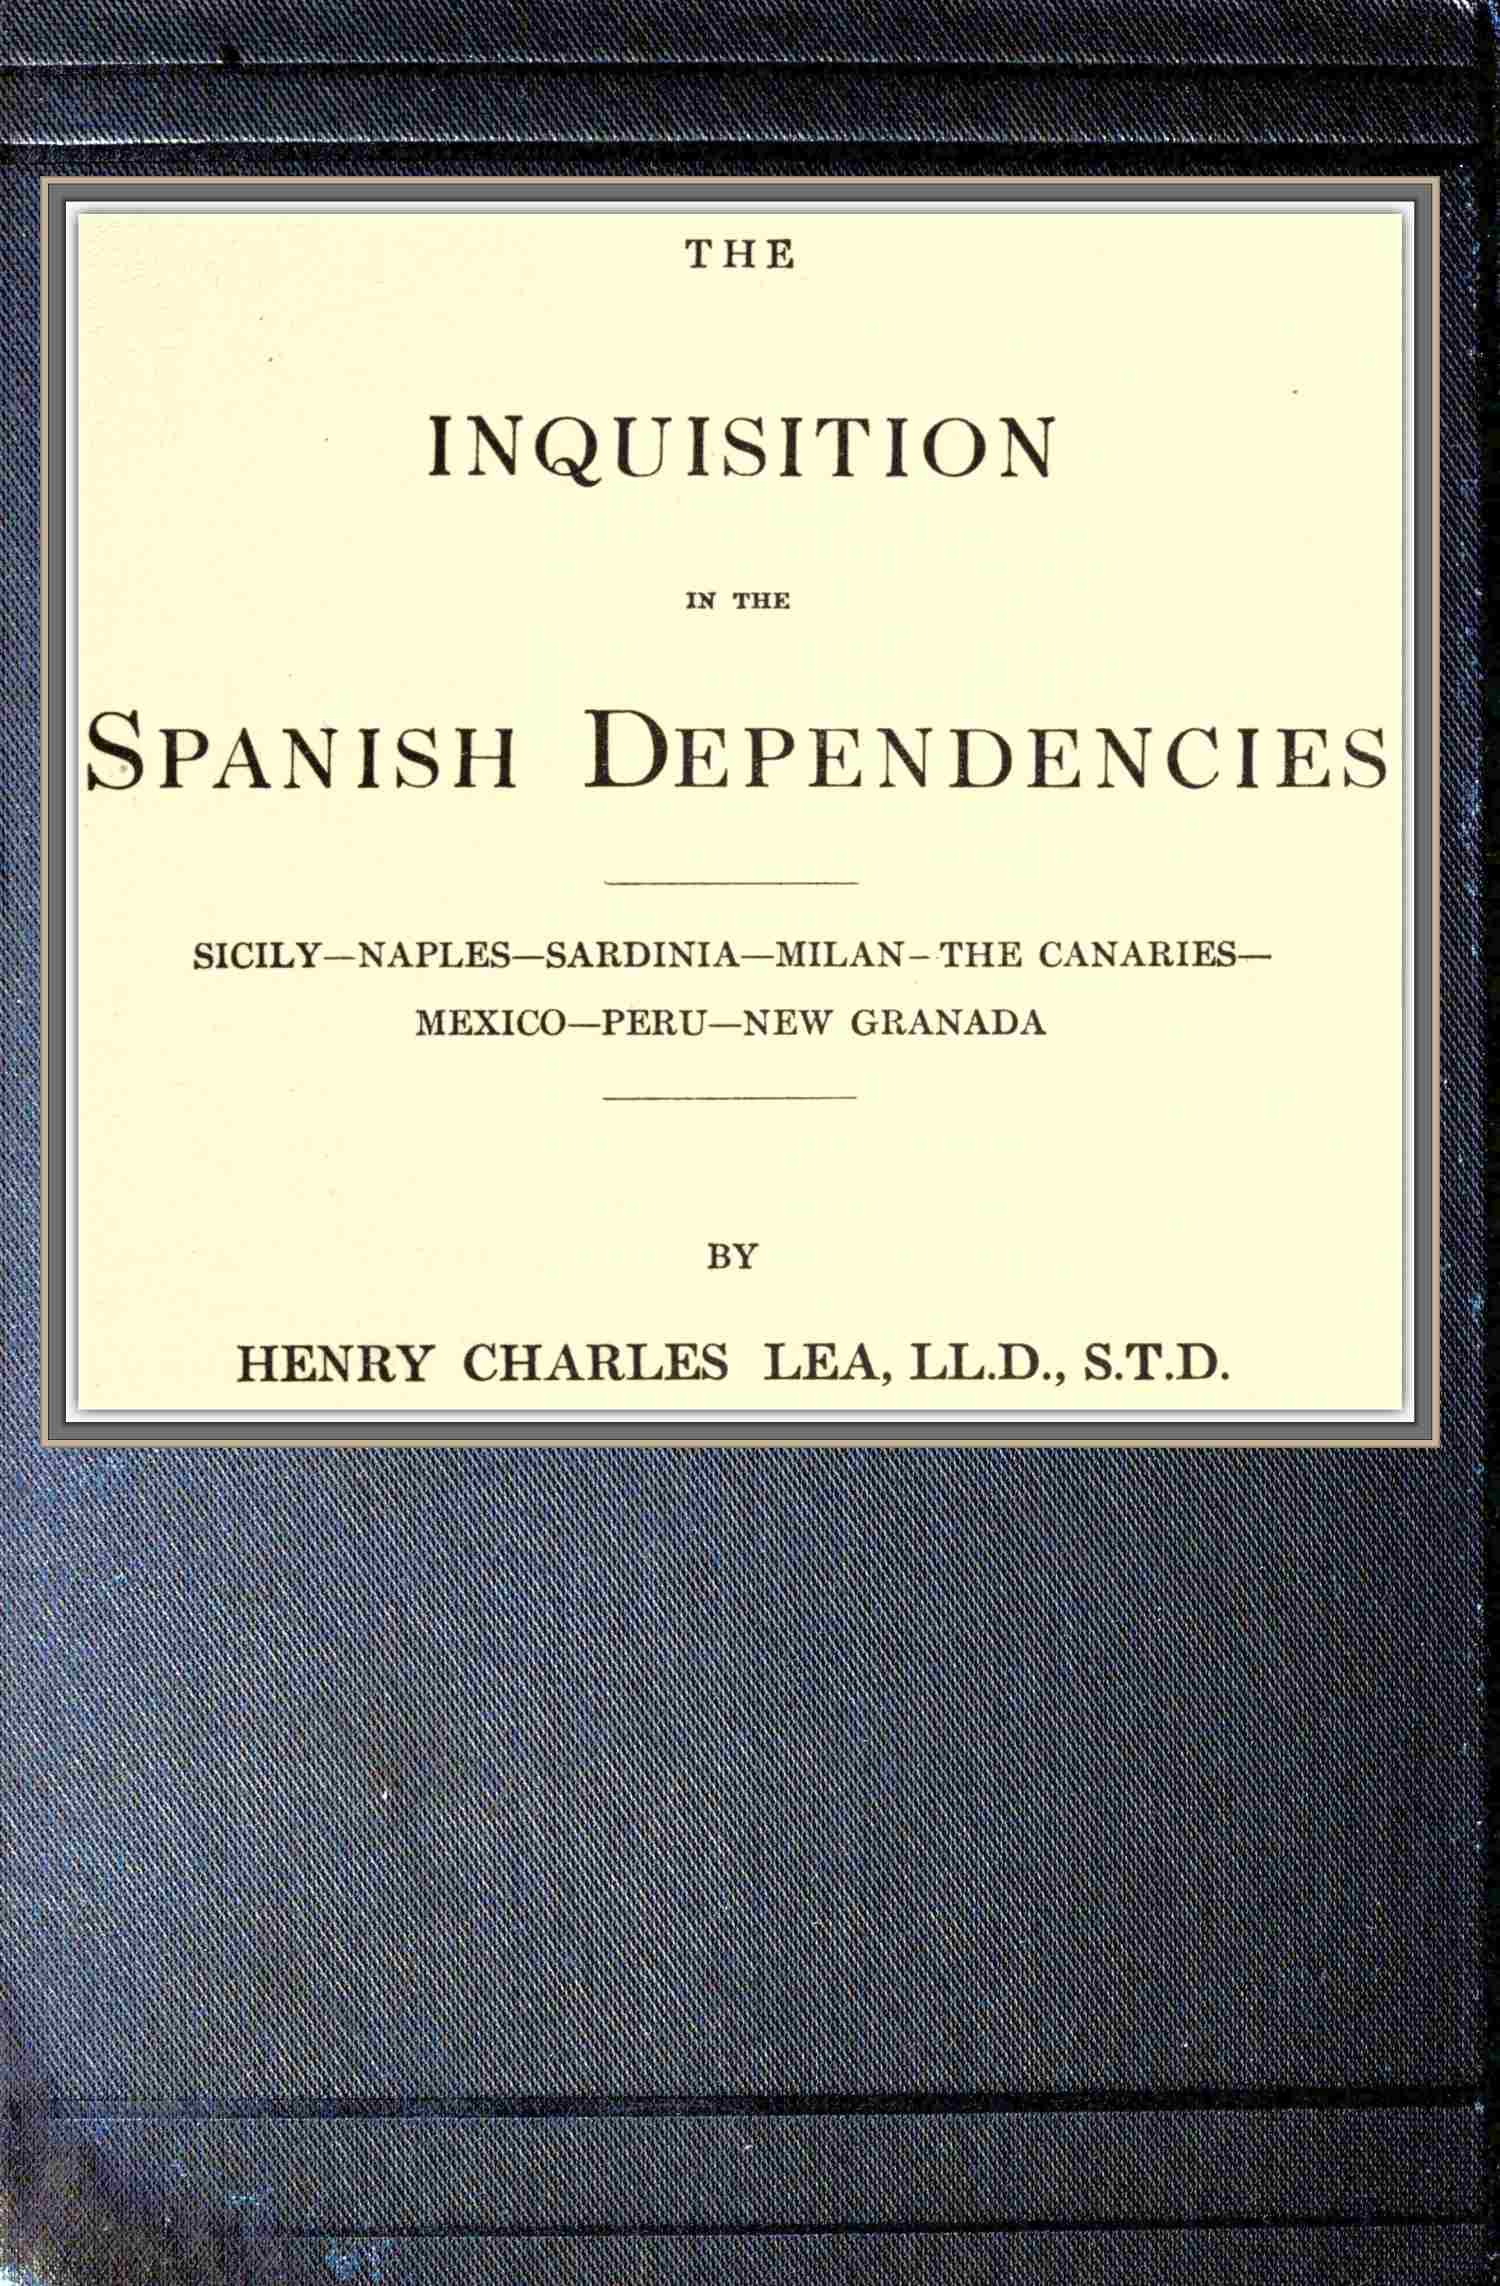 THE
INQUISITION
IN THE
SPANISH DEPENDENCIES
SICILY—NAPLES—SARDINIA—MILAN—THE CANARIES—
MEXICO—PERU—NEW GRANADA
BY
HENRY CHARLES LEA, LL.D., S.T.D.